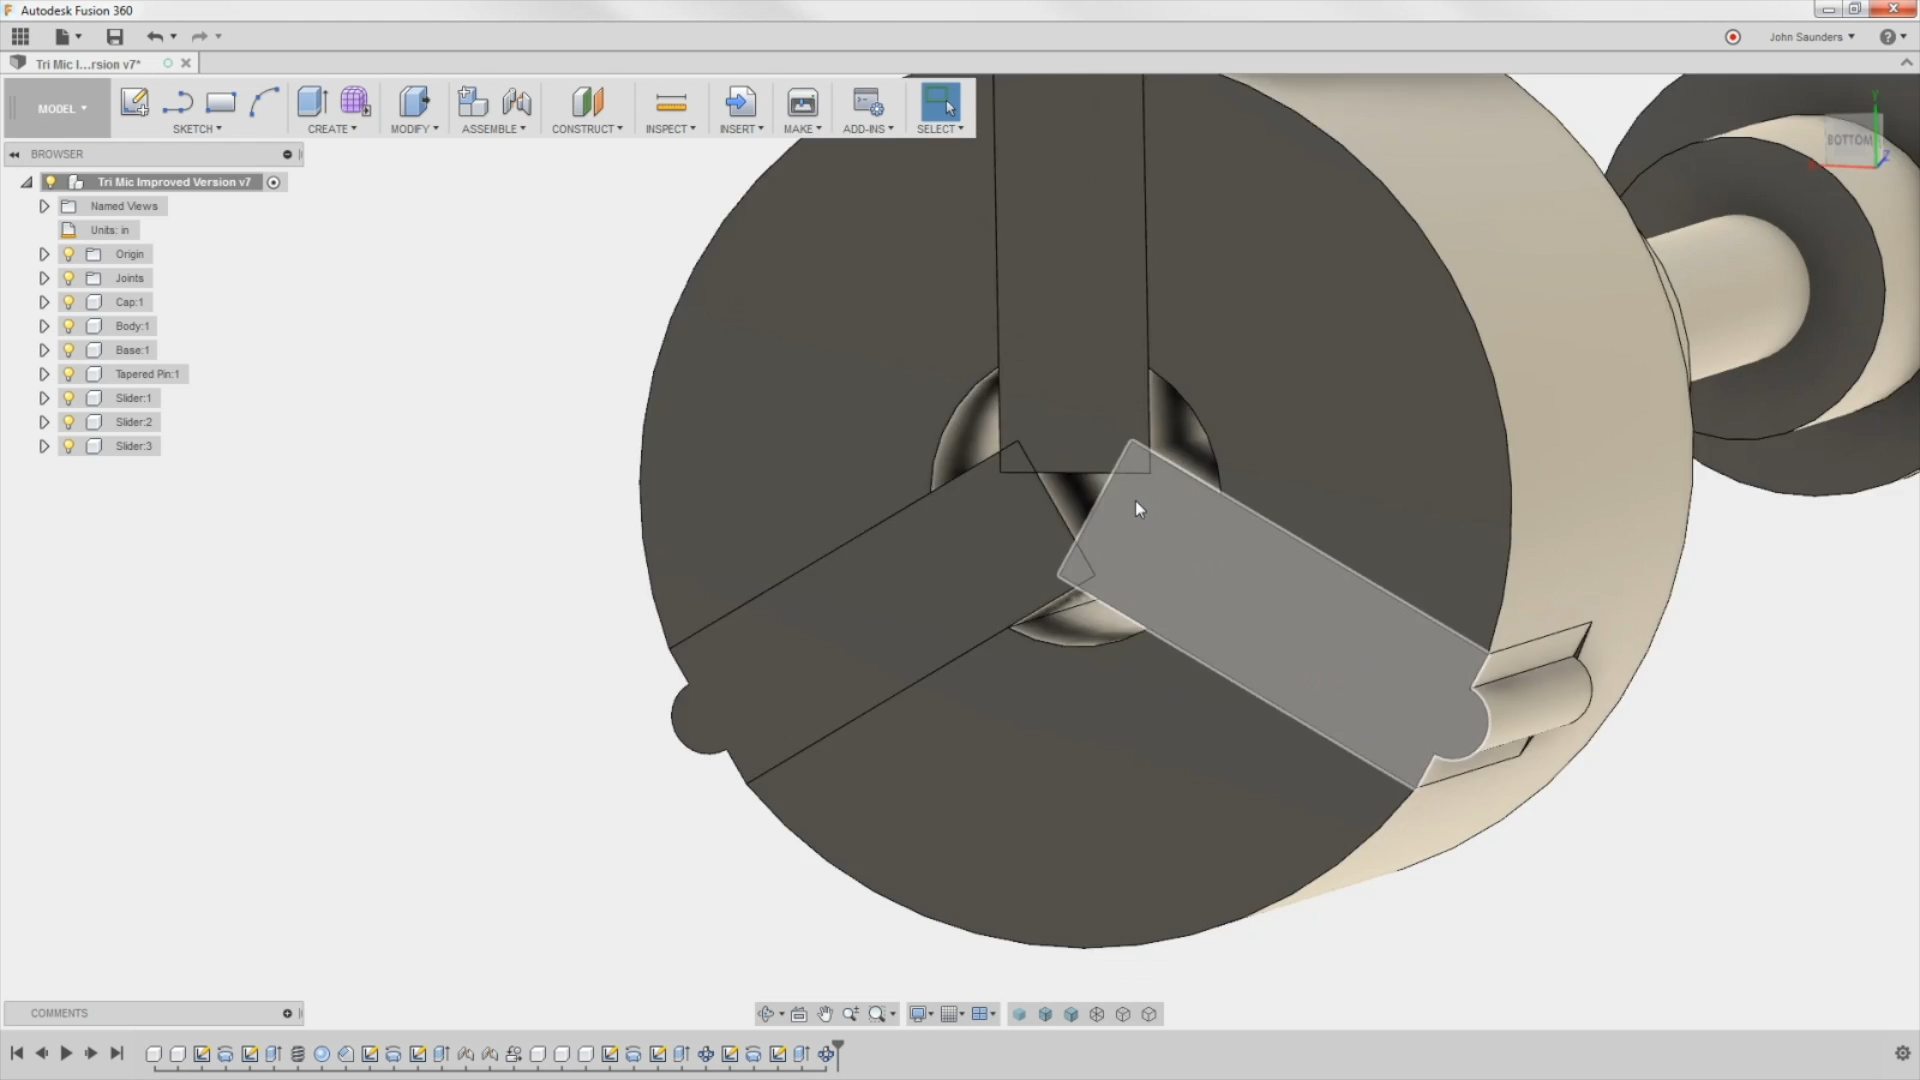 Autodesk Fusion 360
John Saunders
Tri Mic I...rsion v7*
MODEL
SKETCH
CREATE
MODIFY
ASSEMBLE
CONSTRUCT
INSPECT
INSERT
MAKE
ADD-INS
SELECT
BOTTOM
Y
Z
BROWSER
Tri Mic Improved Version v7
Named Views
Units: in
Origin
Joints
Cap:1
Body:1
Base:1
Tapered Pin:1
Slider:1
Slider:2
Slider:3
COMMENTS